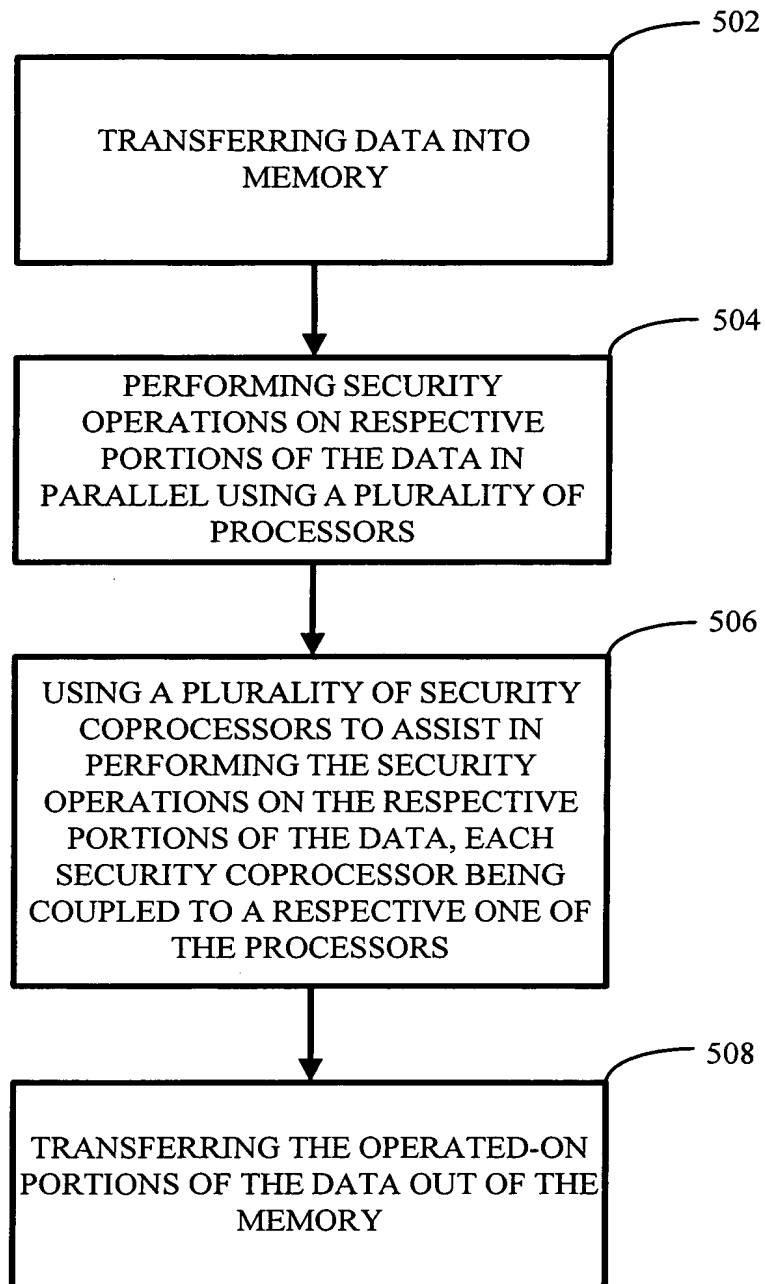 502
TRANSFERRING DATA INTO
MEMORY
504
PERFORMING SECURITY
OPERATIONS ON RESPECTIVE
PORTIONS OF THE DATA IN
PARALLEL USING A PLURALITY OF
PROCESSORS
506
USING A PLURALITY OF SECURITY
COPROCESSORS TO ASSIST IN
PERFORMING THE SECURITY
OPERATIONS ON THE RESPECTIVE
PORTIONS OF THE DATA, EACH
SECURITY COPROCESSOR BEING
COUPLED TO A RESPECTIVE ONE OF
THE PROCESSORS
508
TRANSFERRING THE OPERATED-ON
PORTIONS OF THE DATA OUT OF THE
MEMORY